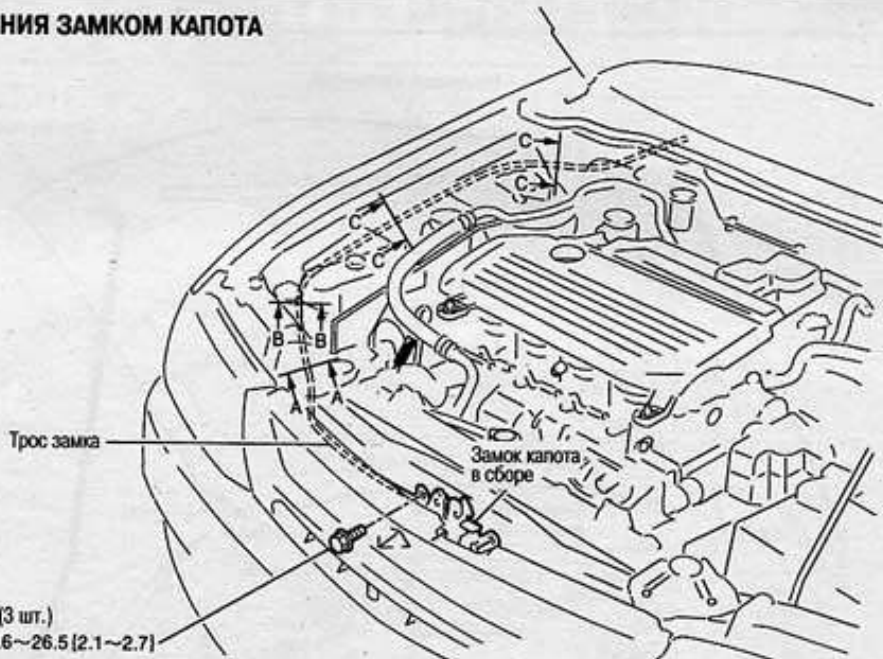 НИЯ ЗАМКОМ КАПОТА
C
C
C
C
B
B
A
A
Трос замка
Замок капота
в сборе
(3 шт.)
.6~26.5 [2.1~2.7]